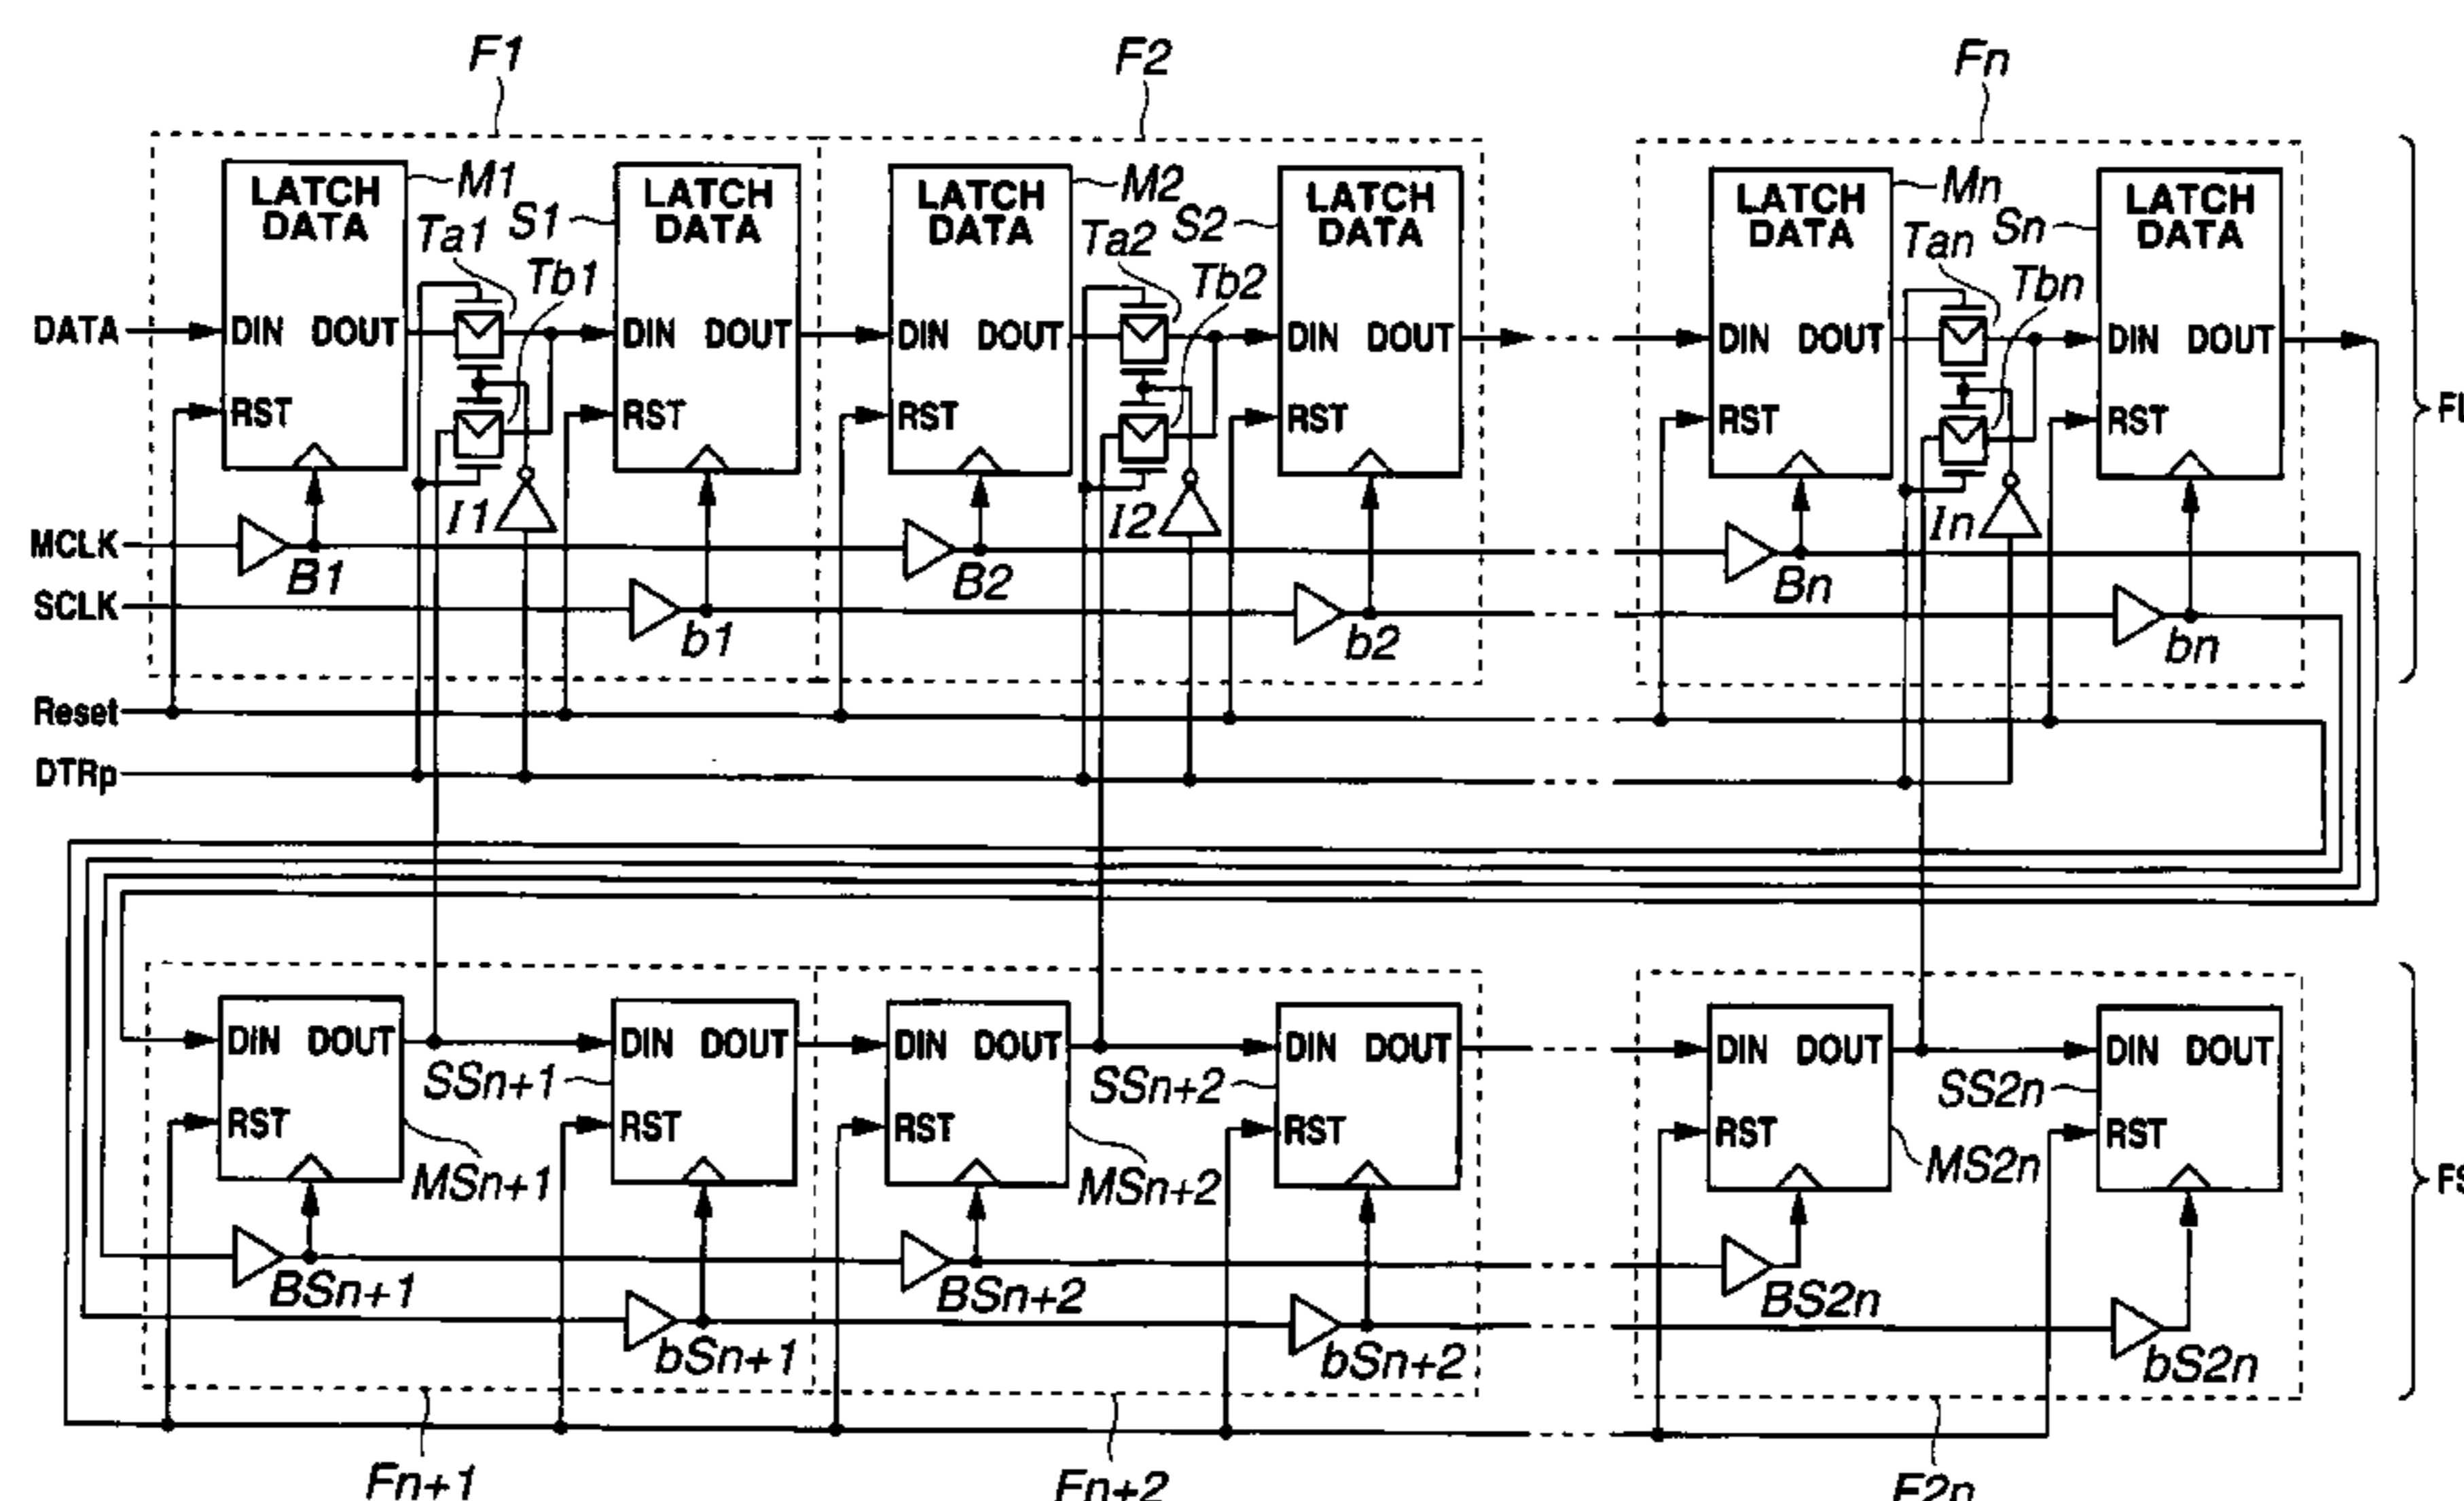 F1
F2
Fn
LATCH DATA
M1
LATCH DATA
S1
Ta1
Tb1
LATCH DATA
M2
LATCH DATA
S2
Ta2
Tb2
LATCH DATA
Mn
LATCH DATA
Sn
Tan
Tbn
DATA
DIN DOUT
DIN DOUT
DIN DOUT
DIN DOUT
DIN DOUT
DIN DOUT
RST
RST
RST
RST
RST
RST
I1
I2
In
MCLK
B1
B2
Bn
SCLK
b1
b2
bn
Reset
DTRp
DIN DOUT
DIN DOUT
DIN DOUT
DIN DOUT
DIN DOUT
DIN DOUT
SSn+1
SSn+2
SS2n
RST
RST
RST
RST
RST
RST
MSn+1
MSn+2
MS2n
BSn+1
BSn+2
BS2n
bSn+1
bSn+2
bS2n
Fn+1
Fn+2
F2n